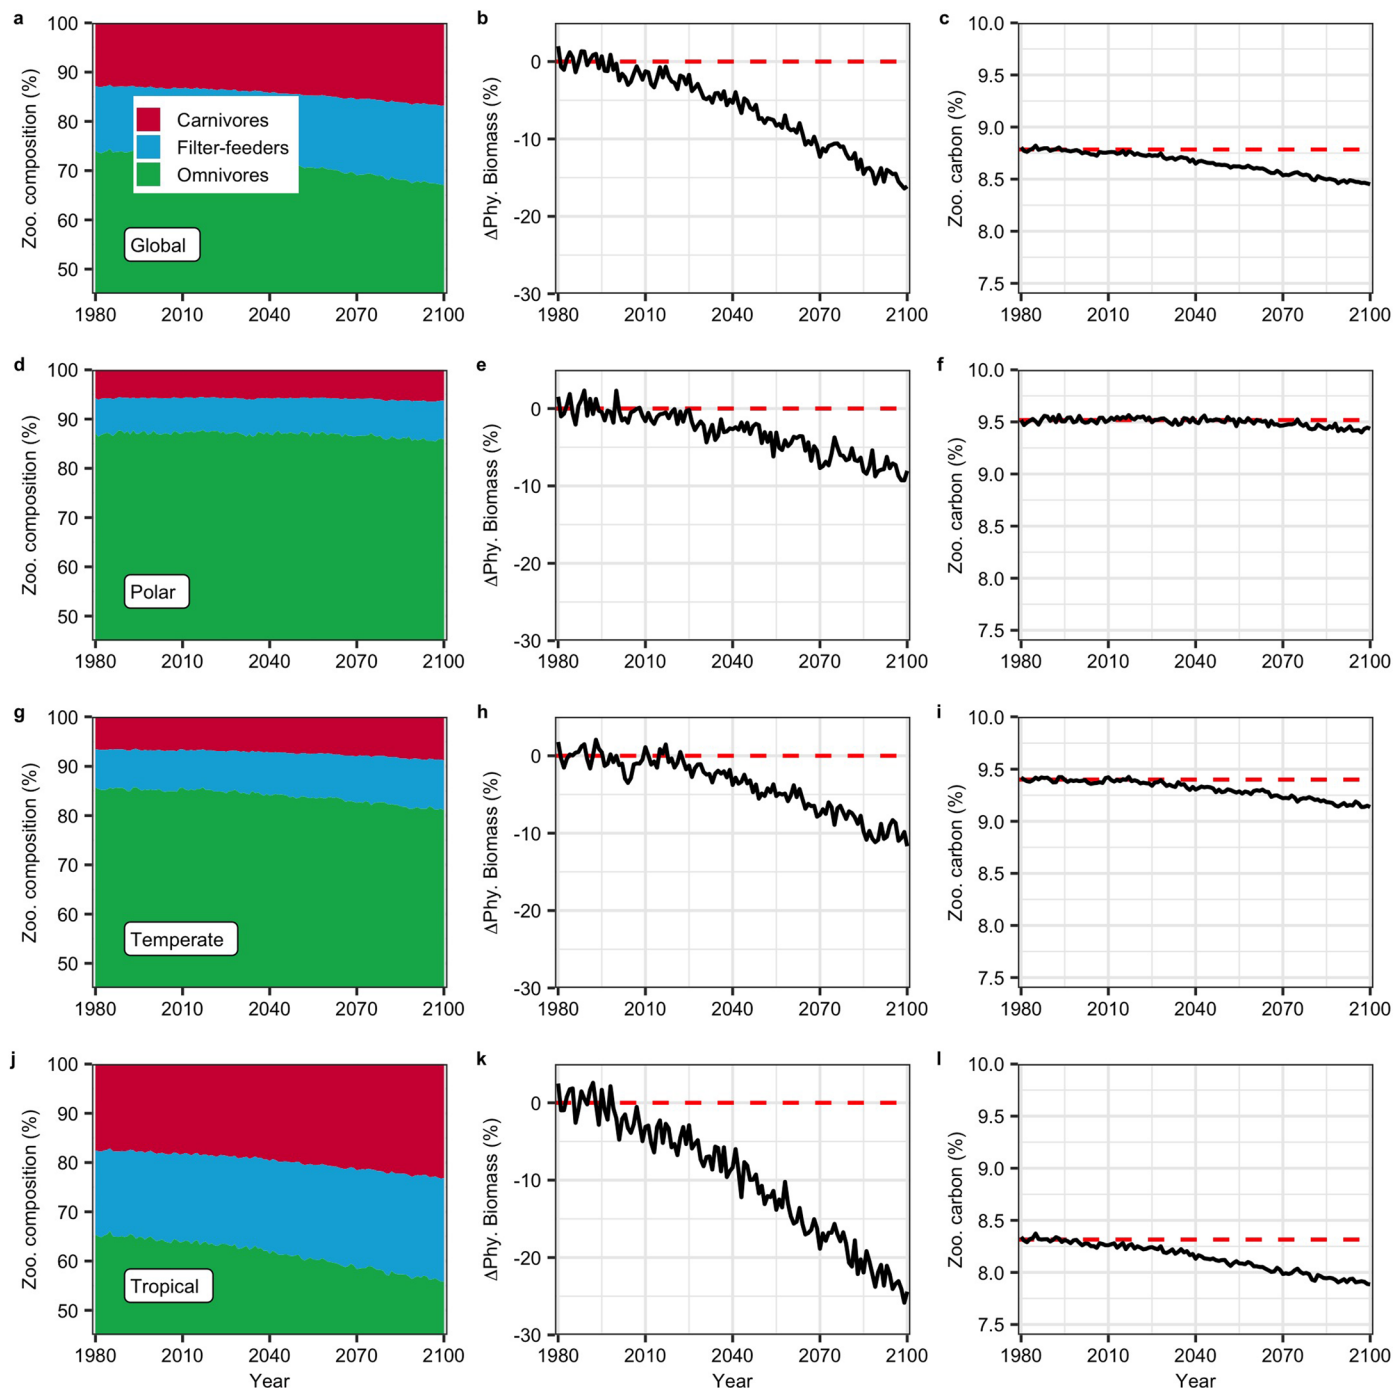 a
100
90
80
70
60
50
Zoo. composition (%)
Carnivores
Filter-feeders
Omnivores
Global
1980 2010 2040 2070 2100
b
0
-10
-20
-30
ΔPhy. Biomass (%)
1980 2010 2040 2070 2100
c
10.0
9.5
9.0
8.5
8.0
7.5
Zoo. carbon (%)
1980 2010 2040 2070 2100
d
100
90
80
70
60
50
Zoo. composition (%)
Polar
1980 2010 2040 2070 2100
e
0
-10
-20
-30
ΔPhy. Biomass (%)
1980 2010 2040 2070 2100
f
10.0
9.5
9.0
8.5
8.0
7.5
Zoo. carbon (%)
1980 2010 2040 2070 2100
g
100
90
80
70
60
50
Zoo. composition (%)
Temperate
1980 2010 2040 2070 2100
h
0
-10
-20
-30
ΔPhy. Biomass (%)
1980 2010 2040 2070 2100
i
10.0
9.5
9.0
8.5
8.0
7.5
Zoo. carbon (%)
1980 2010 2040 2070 2100
j
100
90
80
70
60
50
Zoo. composition (%)
Tropical
1980 2010 2040 2070 2100
Year
k
0
-10
-20
-30
ΔPhy. Biomass (%)
1980 2010 2040 2070 2100
Year
l
10.0
9.5
9.0
8.5
8.0
7.5
Zoo. carbon (%)
1980 2010 2040 2070 2100
Year